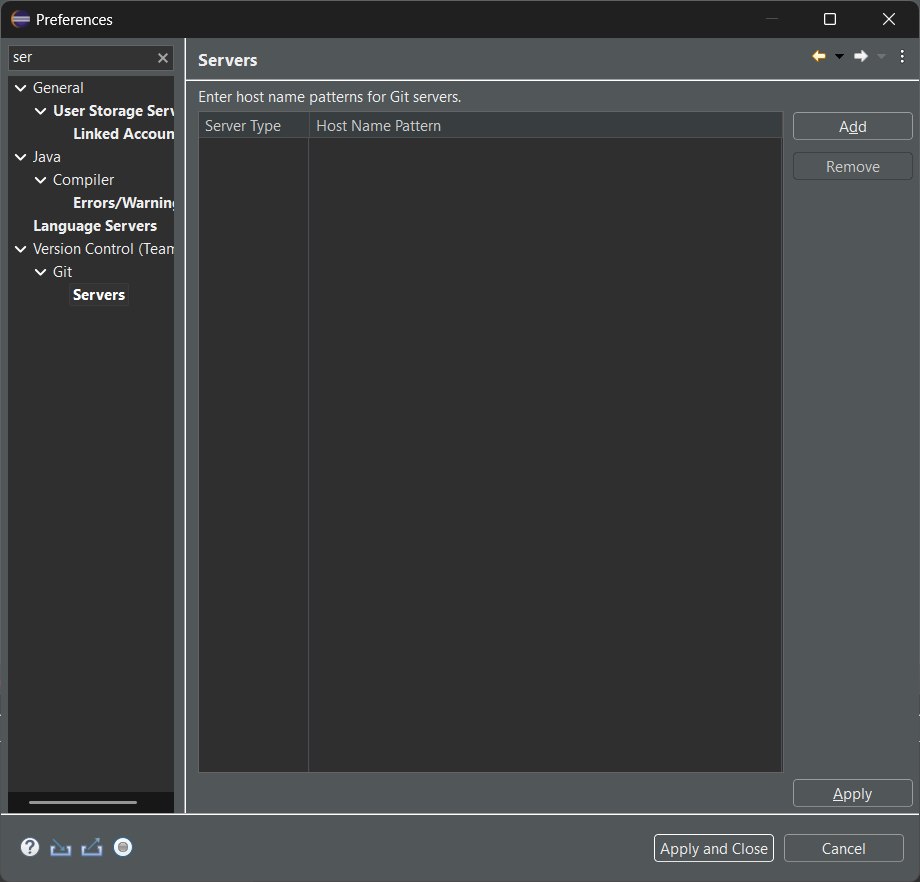 Preferences
ser
General
User Storage Serv
Linked Accoun
Java
Compiler
Errors/Warning
Language Servers
Version Control (Team
Git
Servers
Servers
Enter host name patterns for Git servers.
Server Type Host Name Pattern
Add
Remove
Apply
Apply and Close Cancel